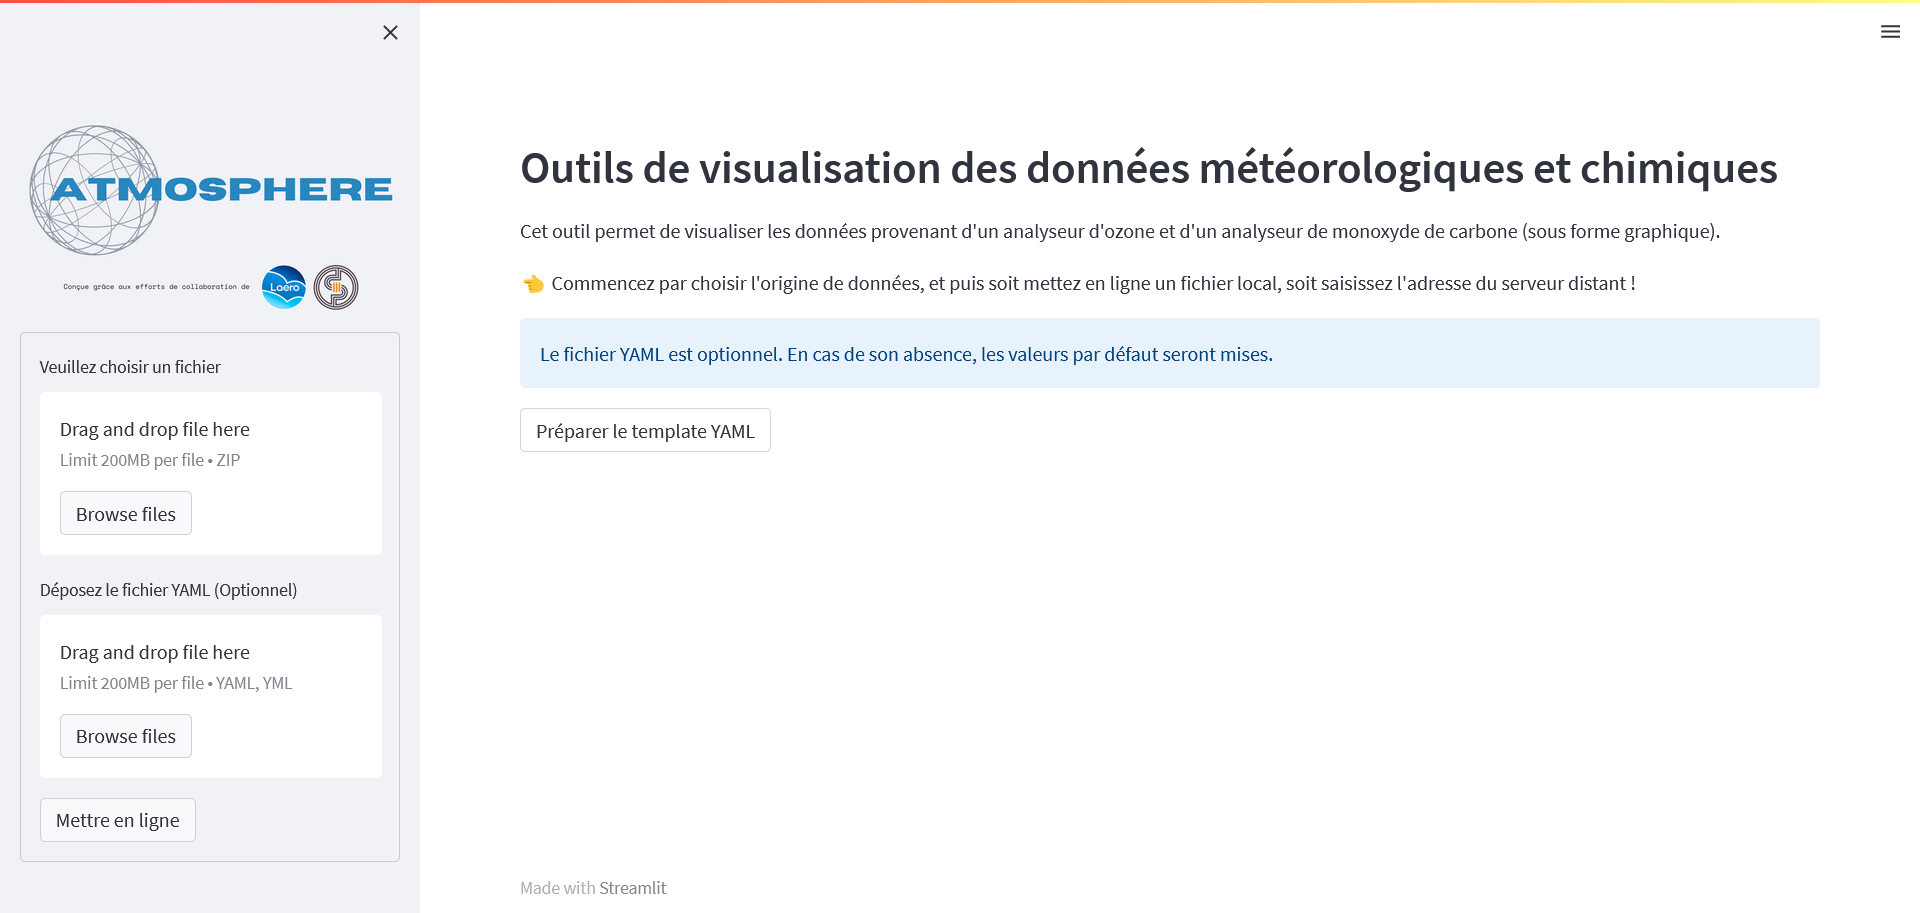 ATMOSPHERE
Conçue grâce aux efforts de collaboration de
Laero
Veuillez choisir un fichier
Drag and drop file here
Limit 200MB per file • ZIP
Browse files
Déposez le fichier YAML (Optionnel)
Drag and drop file here
Limit 200MB per file • YAML, YML
Browse files
Mettre en ligne
Outils de visualisation des données météorologiques et chimiques
Cet outil permet de visualiser les données provenant d'un analyseur d'ozone et d'un analyseur de monoxyde de carbone (sous forme graphique).
👈 Commencez par choisir l'origine de données, et puis soit mettez en ligne un fichier local, soit saisissez l'adresse du serveur distant !
Le fichier YAML est optionnel. En cas de son absence, les valeurs par défaut seront mises.
Préparer le template YAML
Made with Streamlit